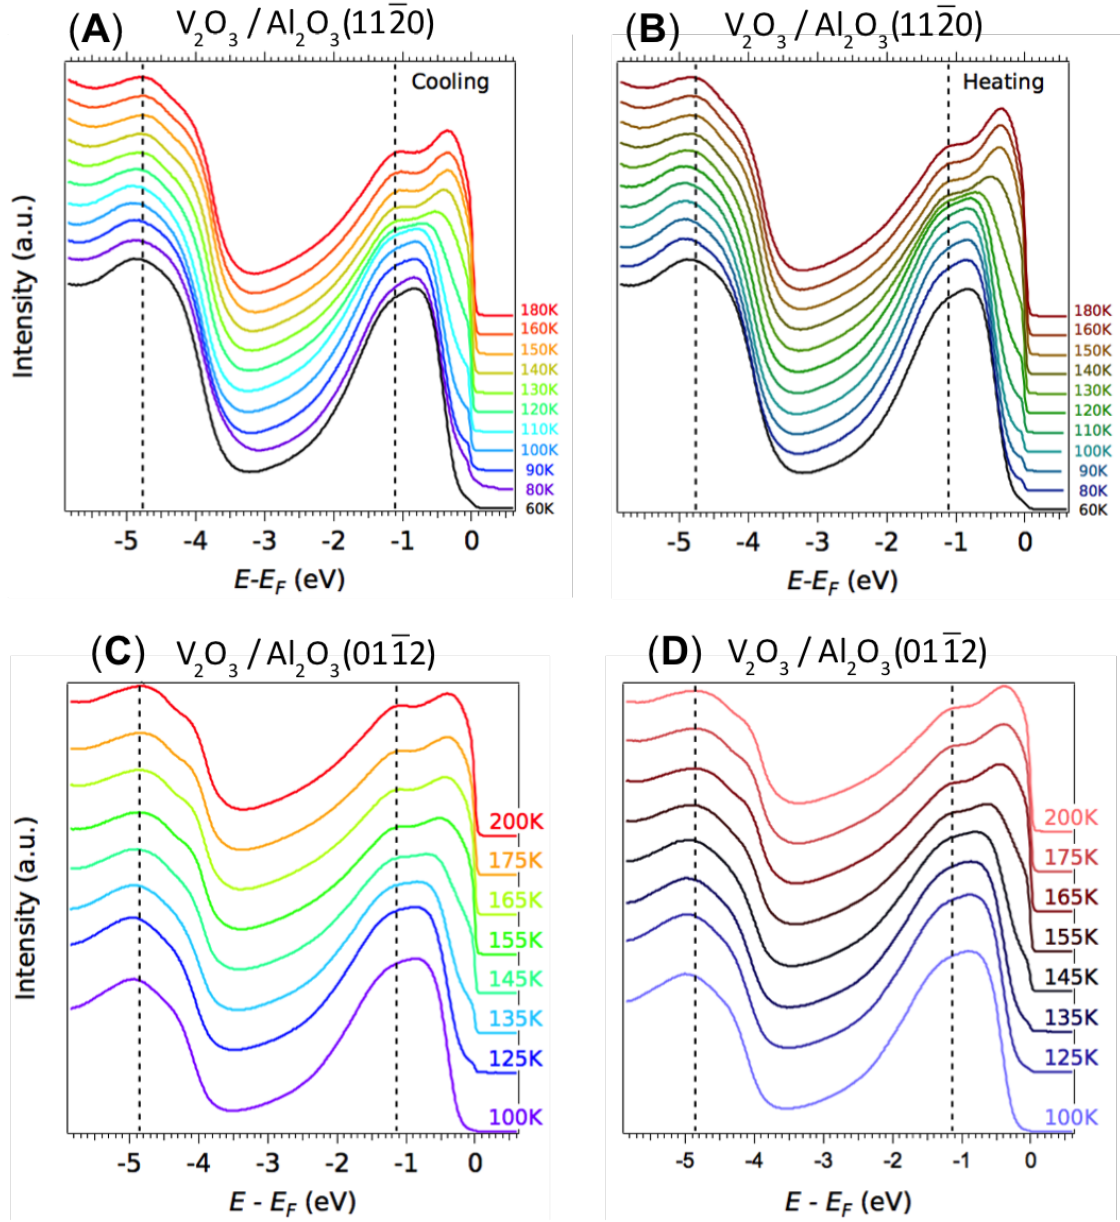 (A) V₂O₃ / Al₂O₃(112̅0)
Cooling
Intensity (a.u.)
180K
160K
150K
140K
130K
120K
110K
100K
90K
80K
60K
-5 -4 -3 -2 -1 0
E-E_F (eV)
(B) V₂O₃ / Al₂O₃(112̅0)
Heating
180K
160K
150K
140K
130K
120K
110K
100K
90K
80K
60K
-5 -4 -3 -2 -1 0
E-E_F (eV)
(C) V₂O₃ / Al₂O₃(011̅2)
Intensity (a.u.)
200K
175K
165K
155K
145K
135K
125K
100K
-5 -4 -3 -2 -1 0
E - E_F (eV)
(D) V₂O₃ / Al₂O₃(011̅2)
200K
175K
165K
155K
145K
135K
125K
100K
-5 -4 -3 -2 -1 0
E - E_F (eV)